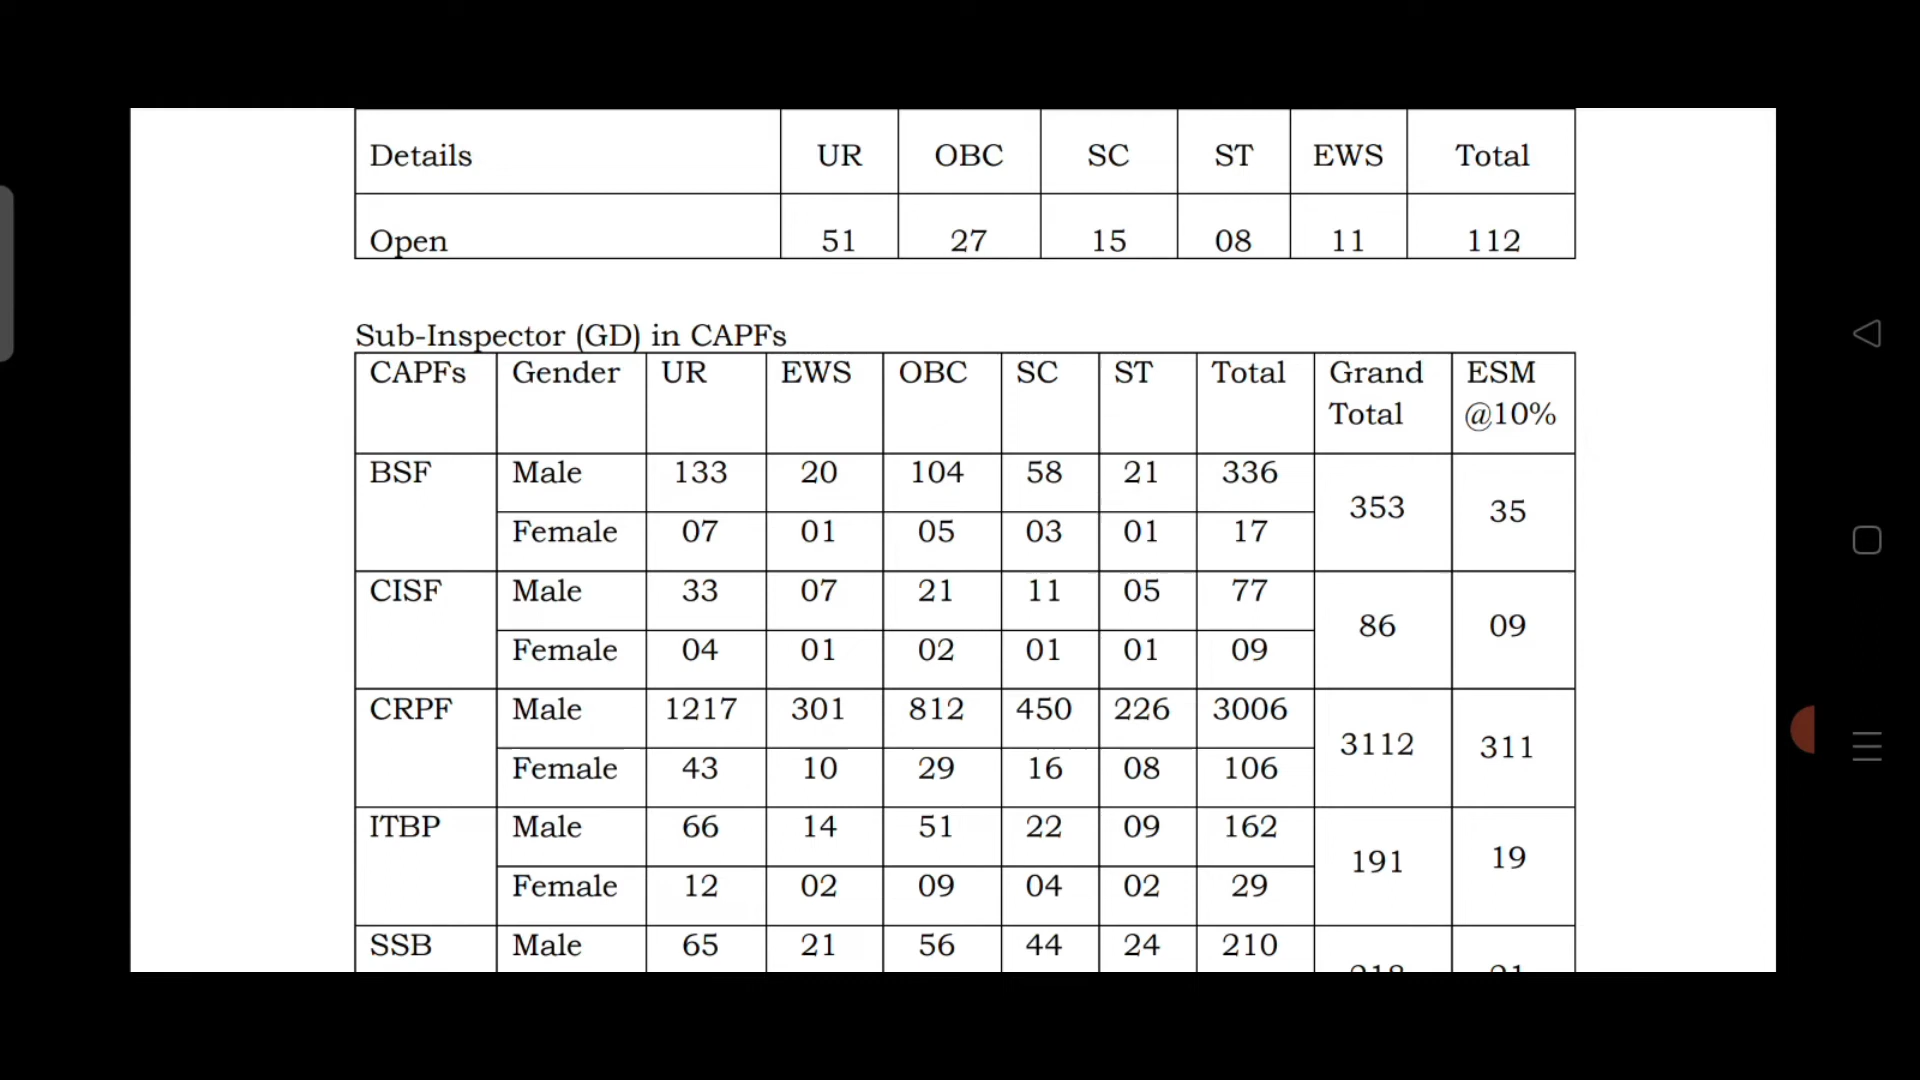 Details UR OBC SC ST EWS Total
Open 51 27 15 08 11 112
Sub-Inspector (GD) in CAPFs
CAPFs Gender UR EWS OBC SC ST Total Grand Total ESM @10%
BSF Male 133 20 104 58 21 336 353 35
Female 07 01 05 03 01 17
CISF Male 33 07 21 11 05 77 86 09
Female 04 01 02 01 01 09
CRPF Male 1217 301 812 450 226 3006 3112 311
Female 43 10 29 16 08 106
ITBP Male 66 14 51 22 09 162 191 19
Female 12 02 09 04 02 29
SSB Male 65 21 56 44 24 210